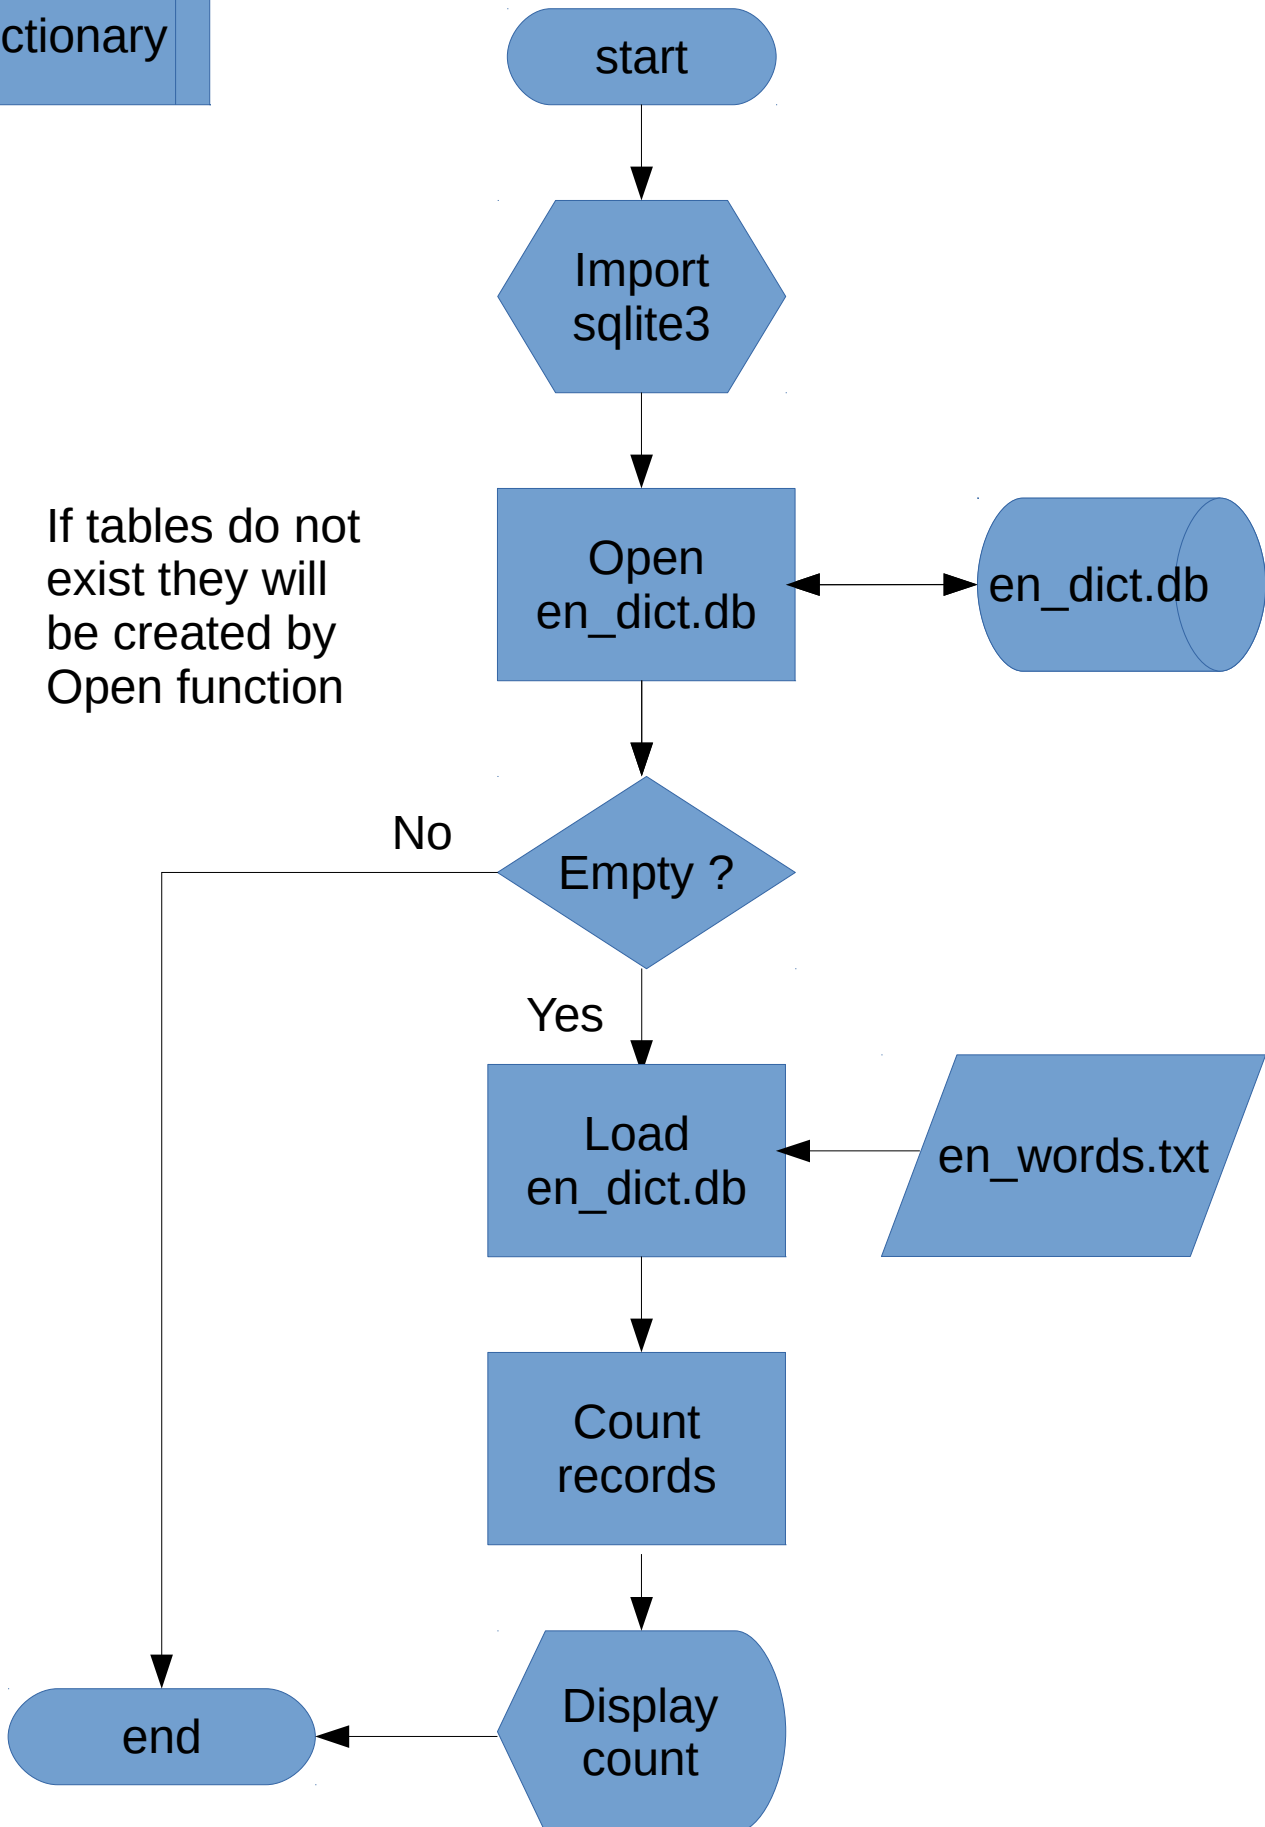 ctionary
start
Import
sqlite3
If tables do not
exist they will
be created by
Open function
Open
en_dict.db
en_dict.db
No
Empty ?
Yes
Load
en_dict.db
en_words.txt
Count
records
Display
count
end